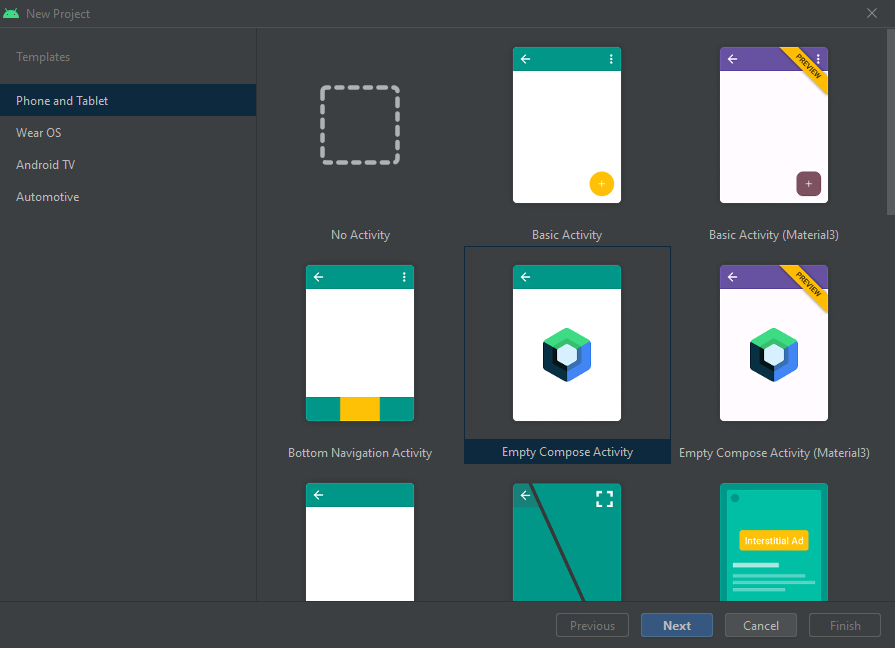 New Project
Templates
Phone and Tablet
Wear OS
Android TV
Automotive
PREVIEW
No Activity
Basic Activity
Basic Activity (Material3)
PREVIEW
Bottom Navigation Activity
Empty Compose Activity
Empty Compose Activity (Material3)
Interstitial Ad
Previous
Next
Cancel
Finish